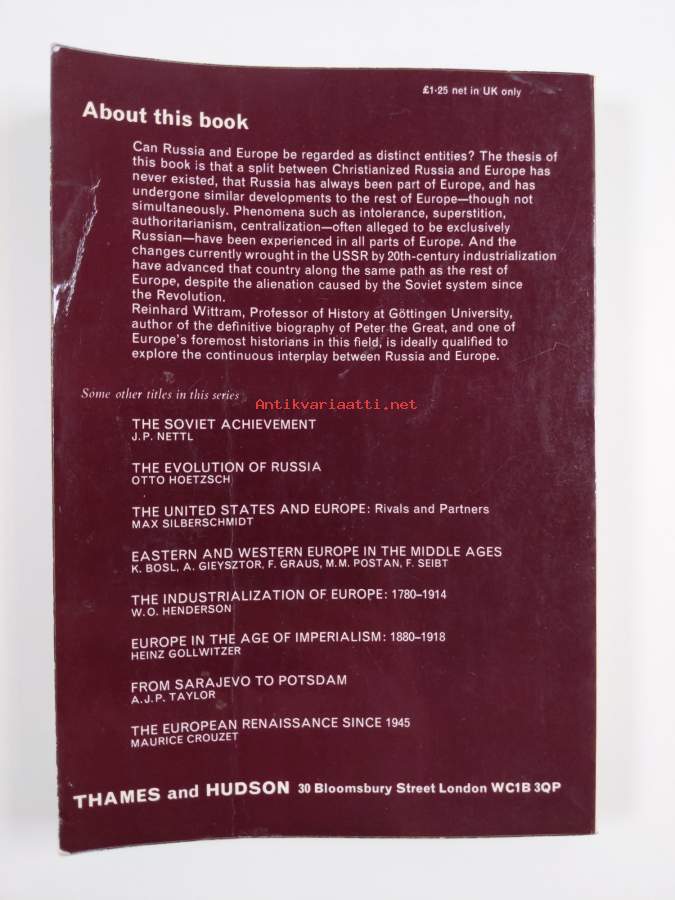 £1·25 net in UK only
About this book
Can Russia and Europe be regarded as distinct entities? The thesis of
this book is that a split between Christianized Russia and Europe has
never existed, that Russia has always been part of Europe, and has
undergone similar developments to the rest of Europe—though not
simultaneously. Phenomena such as intolerance, superstition,
authoritarianism, centralization—often alleged to be exclusively
Russian—have been experienced in all parts of Europe. And the
changes currently wrought in the USSR by 20th-century industrialization
have advanced that country along the same path as the rest of
Europe, despite the alienation caused by the Soviet system since
the Revolution.
Reinhard Wittram, Professor of History at Göttingen University,
author of the definitive biography of Peter the Great, and one of
Europe's foremost historians in this field, is ideally qualified to
explore the continuous interplay between Russia and Europe.
Some other titles in this series
Antikvariaatti.net
THE SOVIET ACHIEVEMENT
J.P. NETTL
THE EVOLUTION OF RUSSIA
OTTO HOETZSCH
THE UNITED STATES AND EUROPE: Rivals and Partners
MAX SILBERSCHMIDT
EASTERN AND WESTERN EUROPE IN THE MIDDLE AGES
K. BOSL, A. GIEYSZTOR, F. GRAUS, M.M. POSTAN, F. SEIBT
THE INDUSTRIALIZATION OF EUROPE: 1780–1914
W.O. HENDERSON
EUROPE IN THE AGE OF IMPERIALISM: 1880–1918
HEINZ GOLLWITZER
FROM SARAJEVO TO POTSDAM
A.J.P. TAYLOR
THE EUROPEAN RENAISSANCE SINCE 1945
MAURICE CROUZET
THAMES and HUDSON 30 Bloomsbury Street London WC1B 3QP